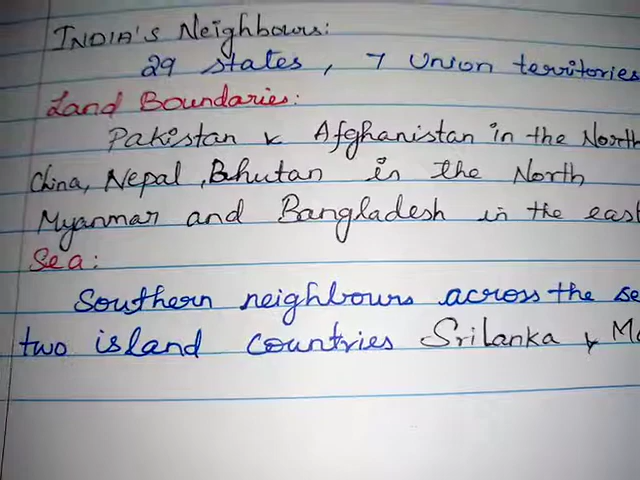 INDIA'S Neighbours:
29 states, 7 Union territories
Land Boundaries:
Pakistan & Afghanistan in the North
China, Nepal, Bhutan in the North
Myanmar and Bangladesh in the east
Sea:
Southern neighbours across the se
two island countries Srilanka &